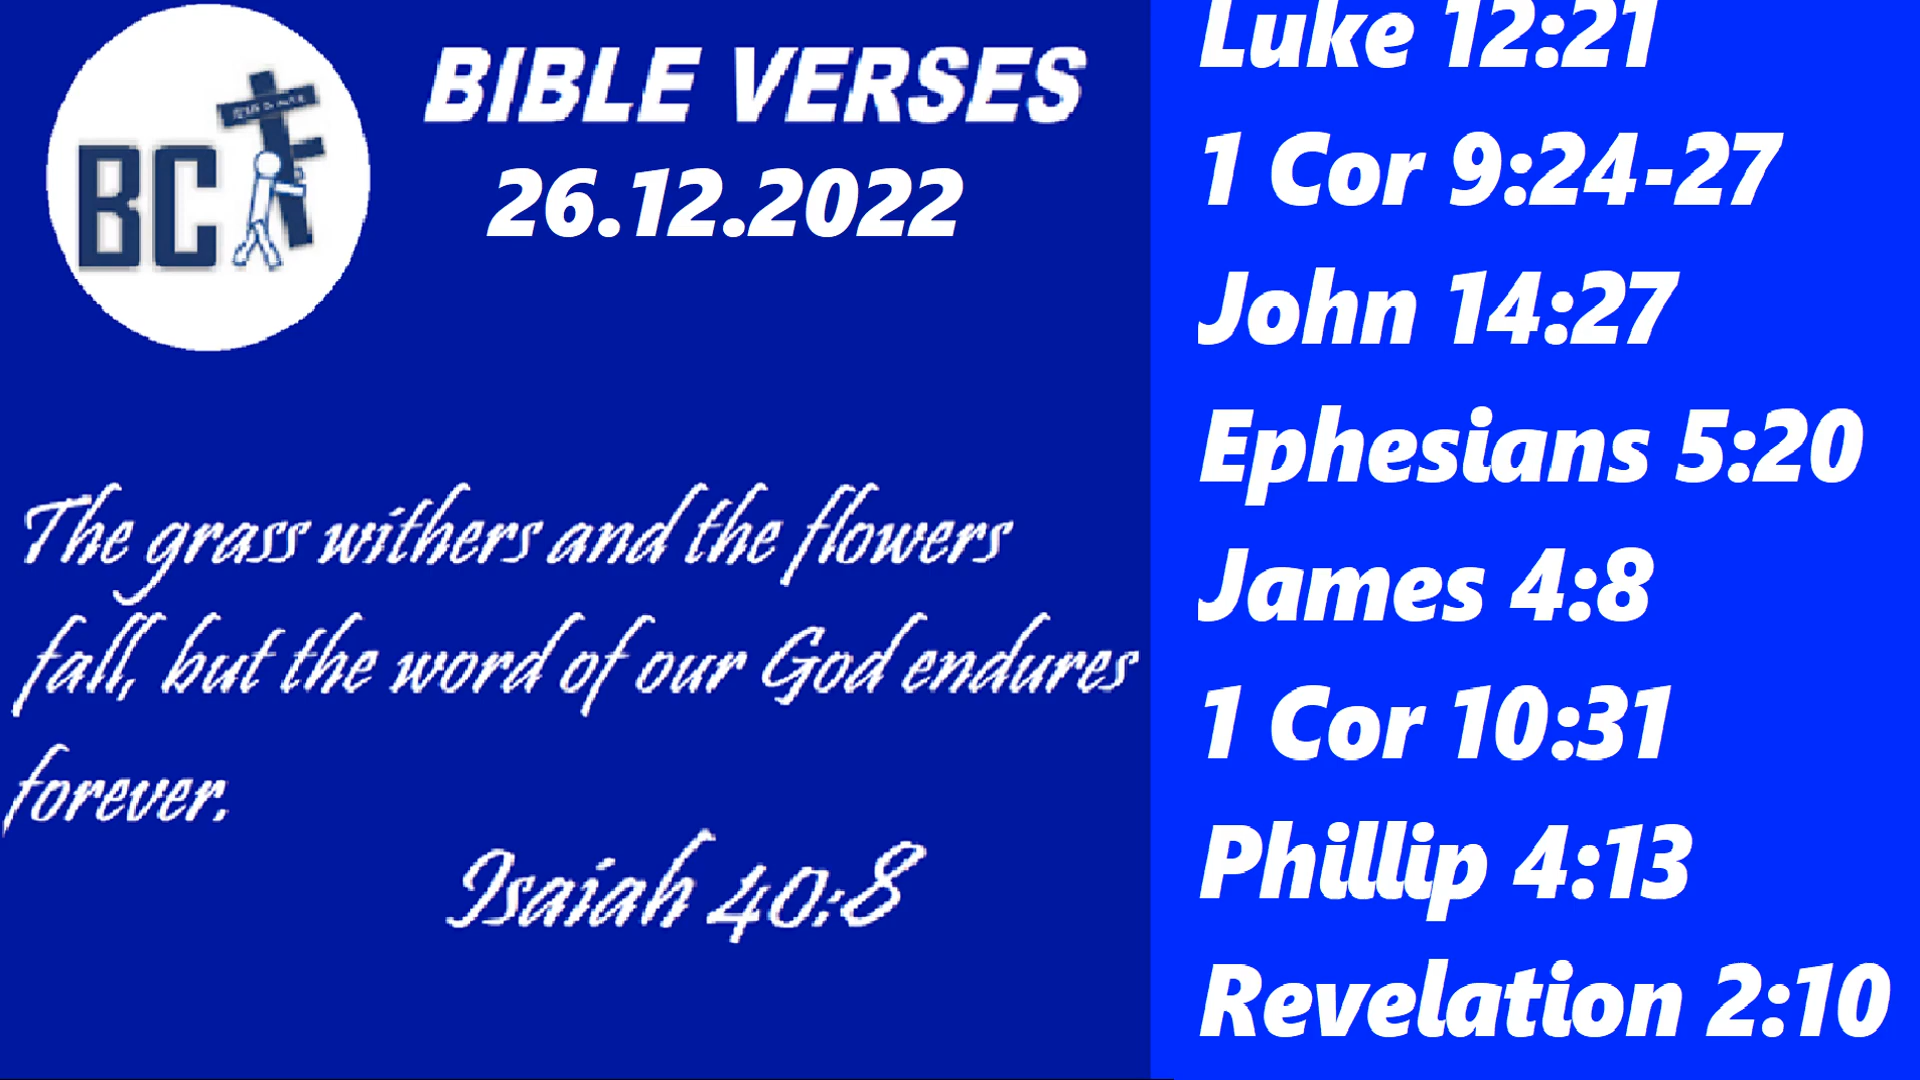 BCF
BIBLE VERSES
26.12.2022
The grass withers and the flowers
fall, but the word of our God endures
forever.
Isaiah 40:8
Luke 12:21
1 Cor 9:24-27
John 14:27
Ephesians 5:20
James 4:8
1 Cor 10:31
Phillip 4:13
Revelation 2:10